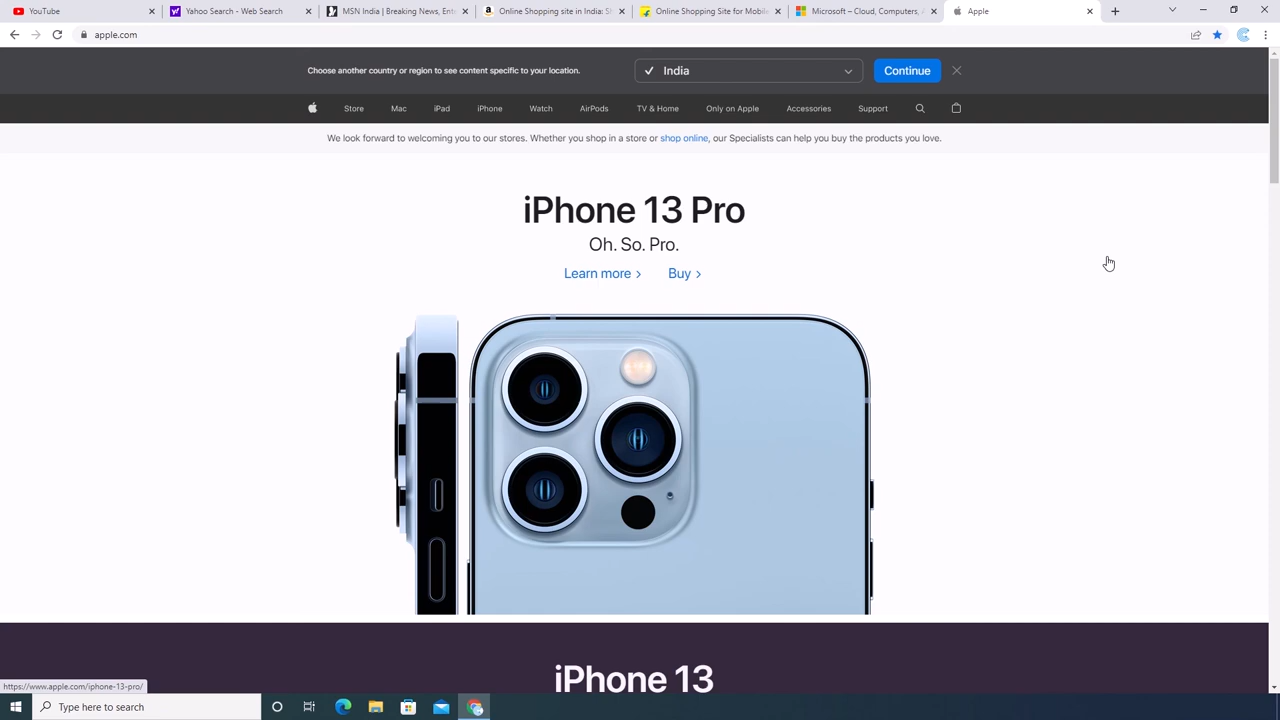 YouTube
Yahoo Search - Web Search
MSN India | Breaking News, Ente
Online Shopping site in India: S
Online Shopping Site for Mobile
Microsoft – Cloud, Computers, A
Apple
apple.com
Choose another country or region to see content specific to your location.
India
Continue
Store
Mac
iPad
iPhone
Watch
AirPods
TV & Home
Only on Apple
Accessories
Support
We look forward to welcoming you to our stores. Whether you shop in a store or shop online, our Specialists can help you buy the products you love.
iPhone 13 Pro
Oh. So. Pro.
Learn more >
Buy >
iPhone 13
https://www.apple.com/iphone-13-pro/
Type here to search